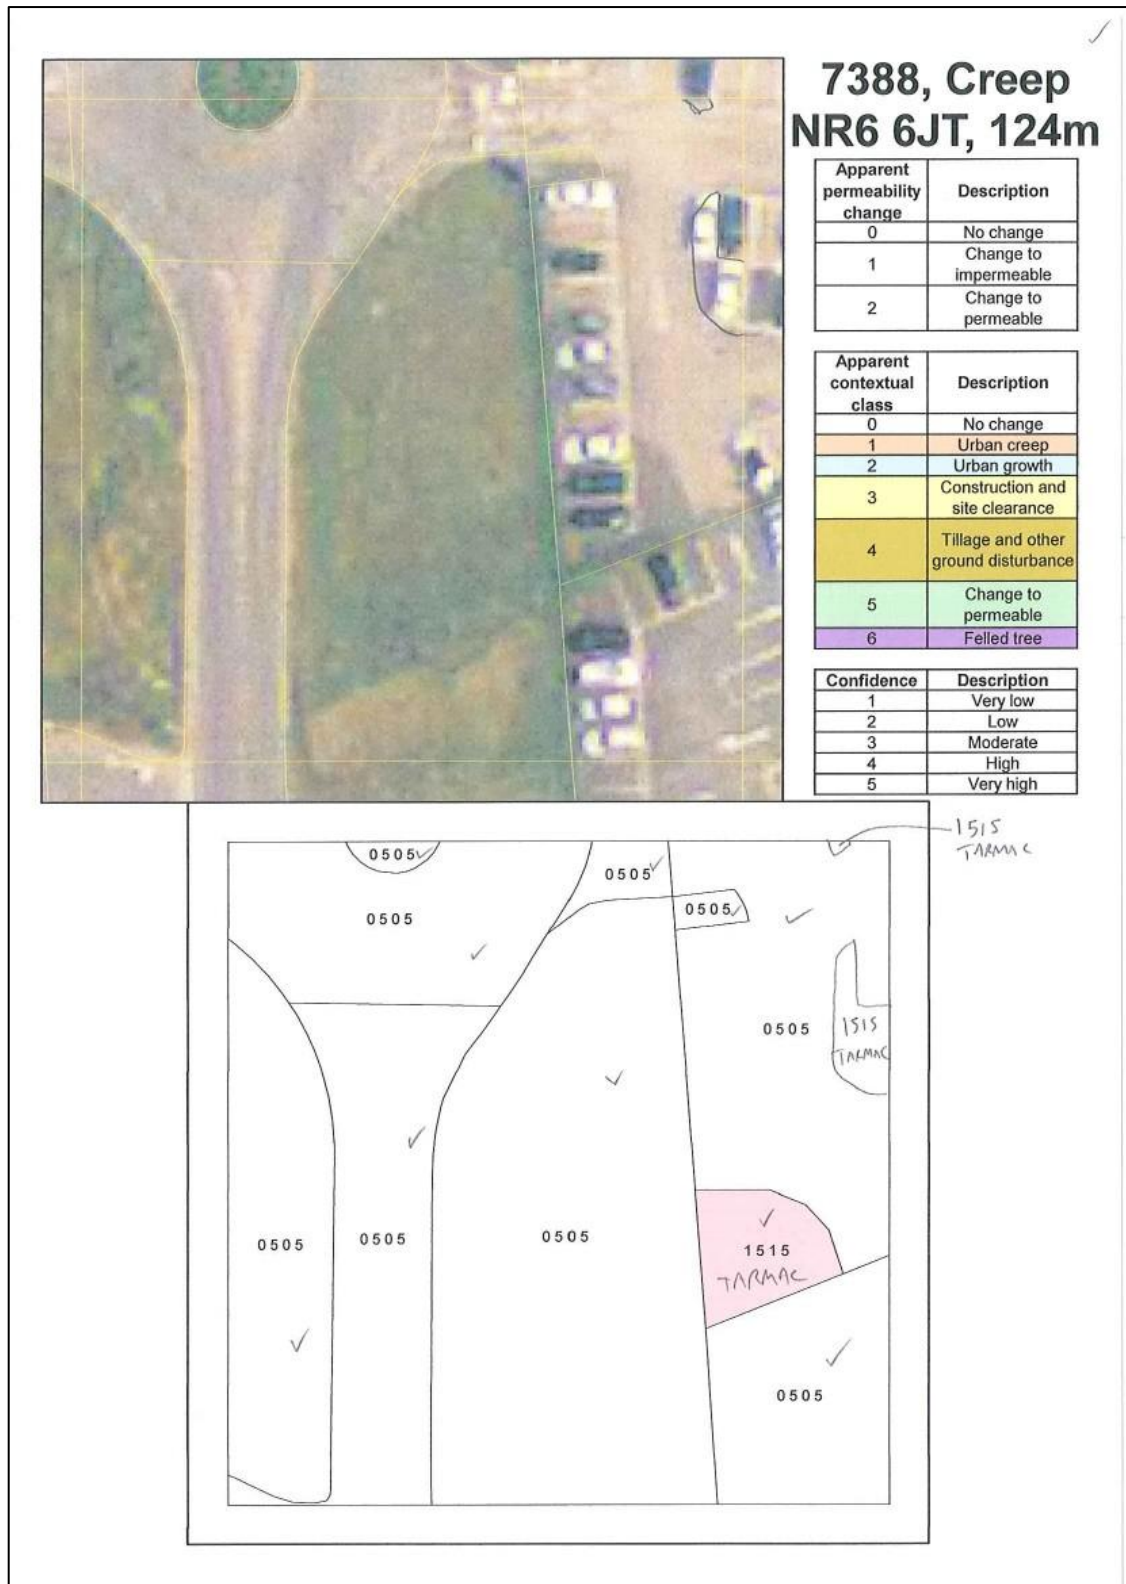 7388, Creep
NR6 6JT, 124m
Apparent permeability change Description
0 No change
1 Change to impermeable
2 Change to permeable
Apparent contextual class Description
0 No change
1 Urban creep
2 Urban growth
3 Construction and site clearance
4 Tillage and other ground disturbance
5 Change to permeable
6 Felled tree
Confidence Description
1 Very low
2 Low
3 Moderate
4 High
5 Very high
1515
TARMAC
0505
0505
0505
0505
0505
1515
TARMAC
0505
0505
0505
1515
TARMAC
0505